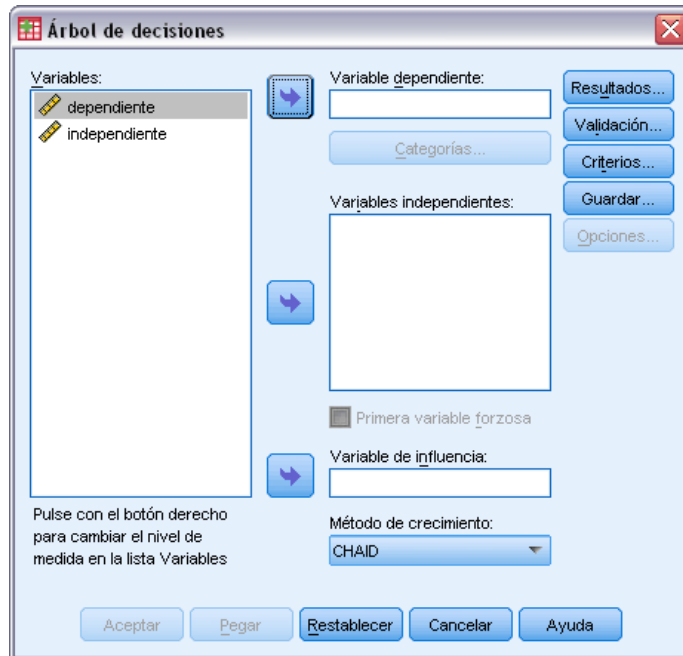 Árbol de decisiones
Variables:
dependiente
independiente
Pulse con el botón derecho
para cambiar el nivel de
medida en la lista Variables
Variable dependiente:
Categorías...
Variables independientes:
Primera variable forzosa
Variable de influencia:
Método de crecimiento:
CHAID
Resultados...
Validación...
Criterios...
Guardar...
Opciones...
Aceptar
Pegar
Restablecer
Cancelar
Ayuda